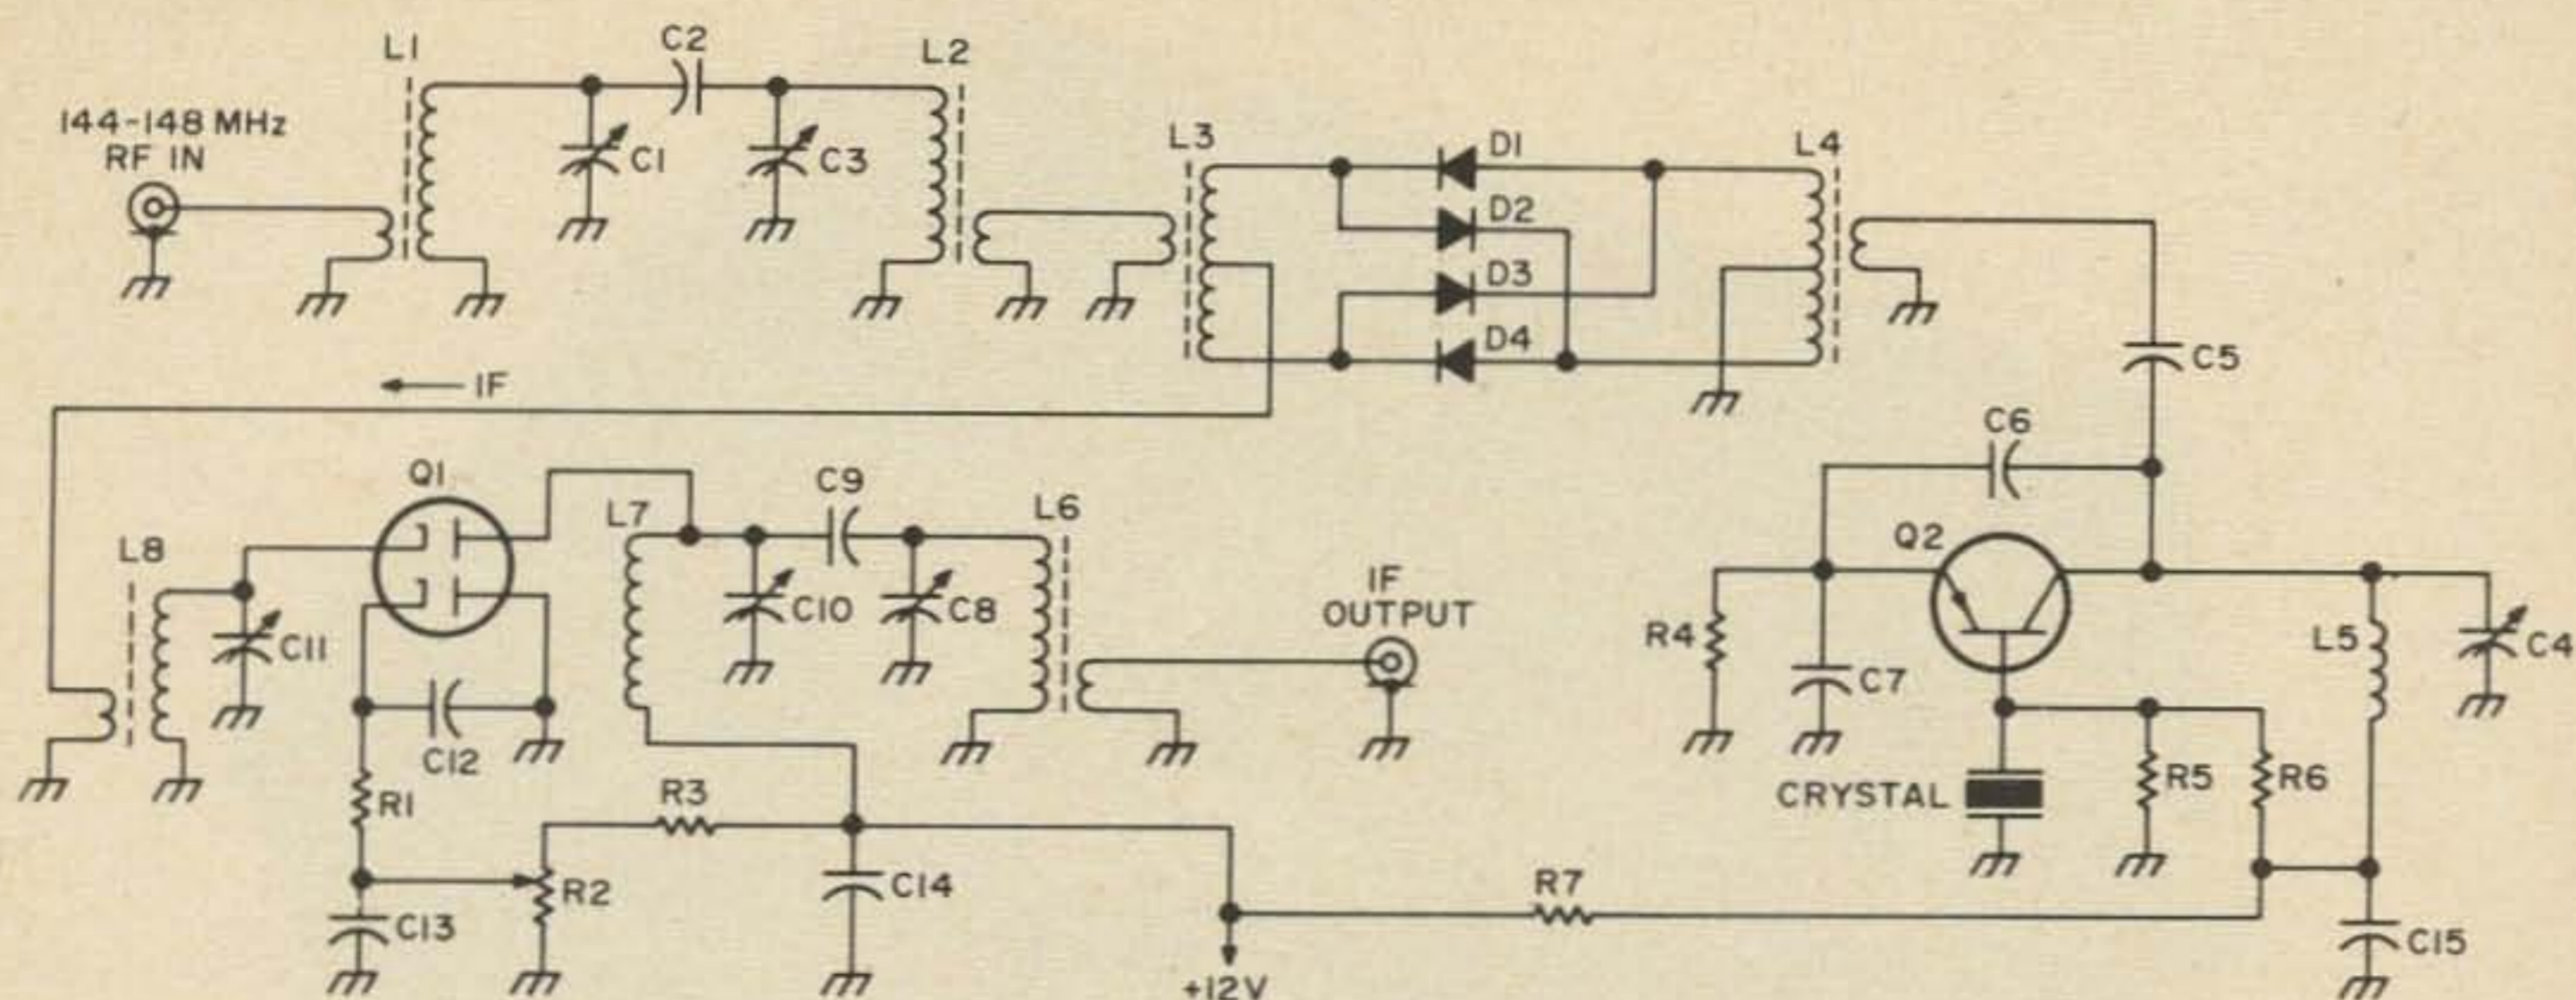 L1
C2
L2
144-148 MHz
RF IN
C1
C3
L3
D1
L4
D2
D3
D4
C5
IF
C6
Q1
C9
L7
L6
Q2
L8
IF
OUTPUT
C10
C8
C11
R4
L5
C4
C7
C12
R1
R3
CRYSTAL
R5
R6
R2
C14
R7
C13
C15
+12V